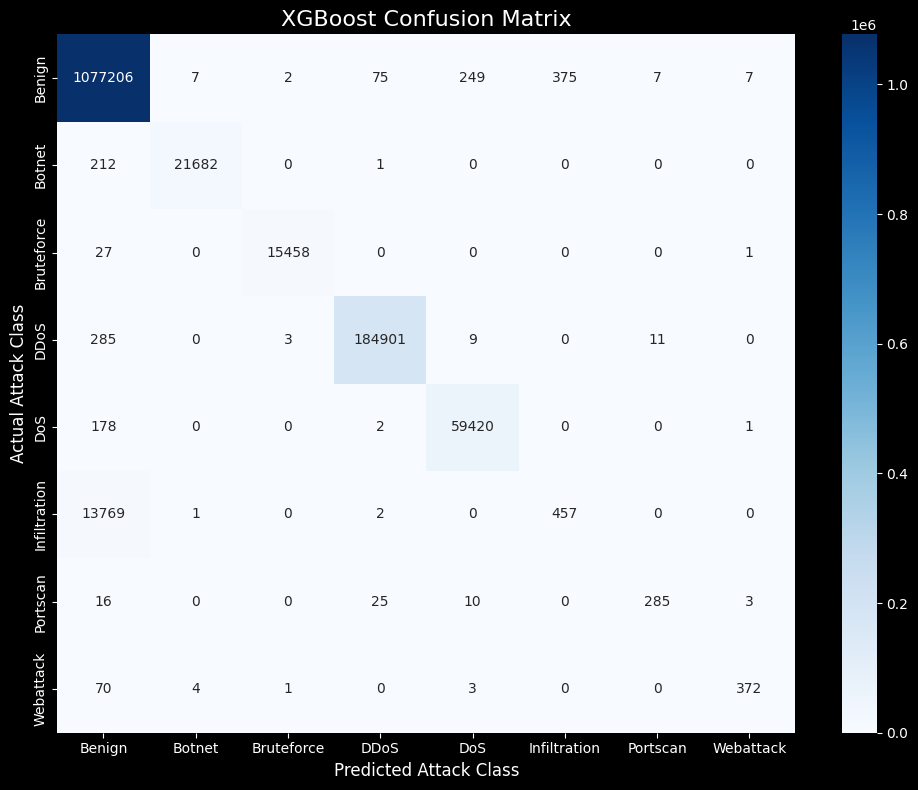 XGBoost Confusion Matrix
1e6
Benign 1077206 7 2 75 249 375 7 7
Botnet 212 21682 0 1 0 0 0 0
Bruteforce 27 0 15458 0 0 0 0 1
DDoS 285 0 3 184901 9 0 11 0
DoS 178 0 0 2 59420 0 0 1
Infiltration 13769 1 0 2 0 457 0 0
Portscan 16 0 0 25 10 0 285 3
Webattack 70 4 1 0 3 0 0 372
Benign Botnet Bruteforce DDoS DoS Infiltration Portscan Webattack
Predicted Attack Class
Actual Attack Class
1.0
0.8
0.6
0.4
0.2
0.0